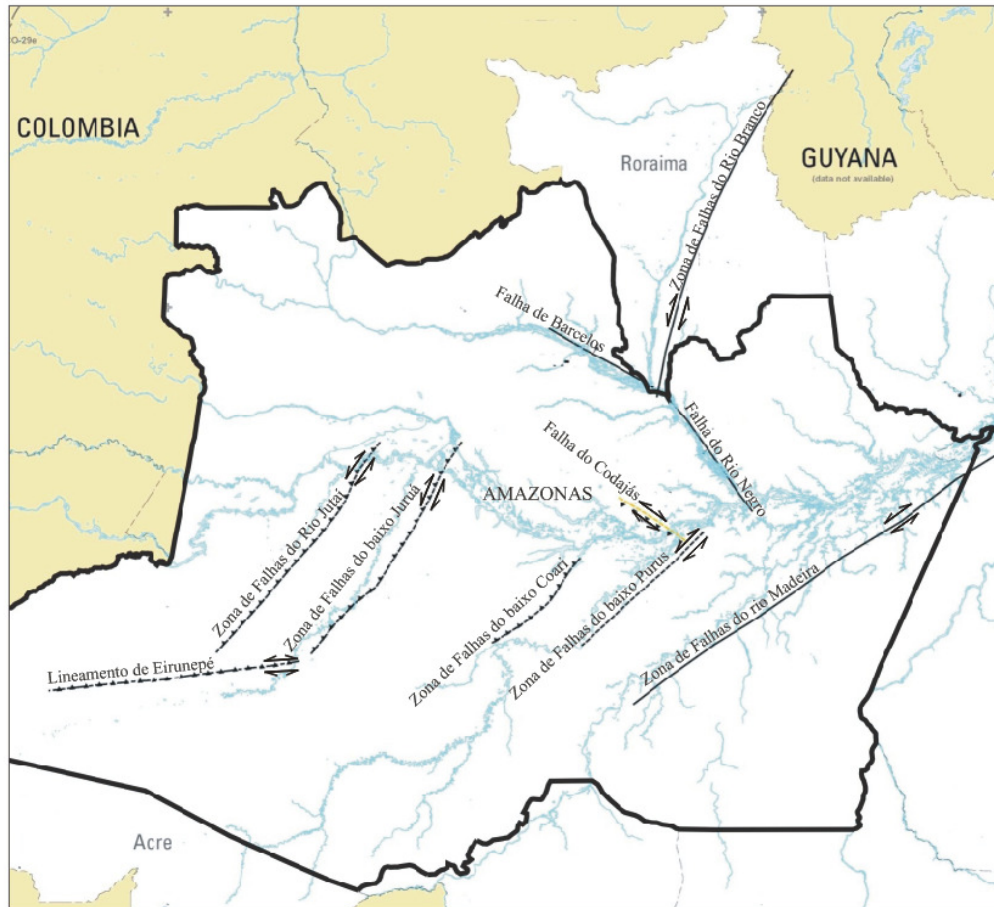 O-29e
COLOMBIA
Roraima
GUYANA
(data not available)
Zona de Falhas do Rio Branco
Falha de Barcelos
Falha do Rio Negro
Falha do Codajás
AMAZONAS
Zona de Falhas do Rio Jutaí
Zona de Falhas do baixo Juruá
Zona de Falhas do baixo Coari
Zona de Falhas do baixo Purus
Zona de Falhas do rio Madeira
Lineamento de Eirunepé
Acre